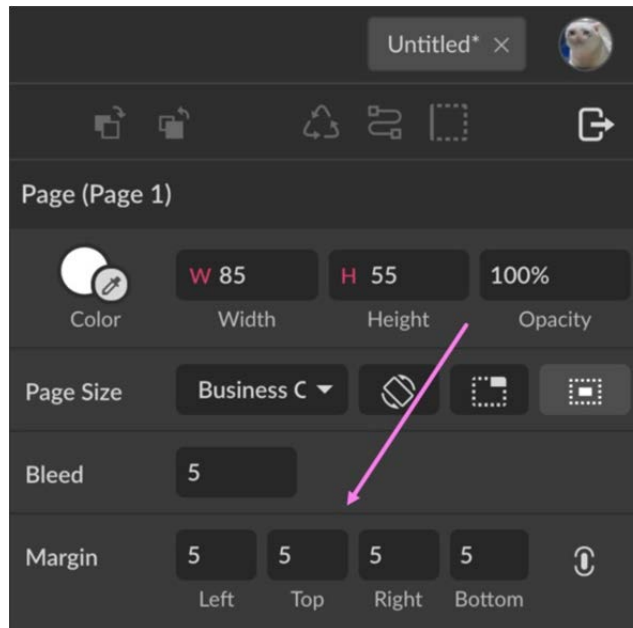 Untitled*
Page (Page 1)
W 85 H 55 100%
Color Width Height Opacity
Page Size Business C
Bleed 5
Margin 5 5 5 5
Left Top Right Bottom